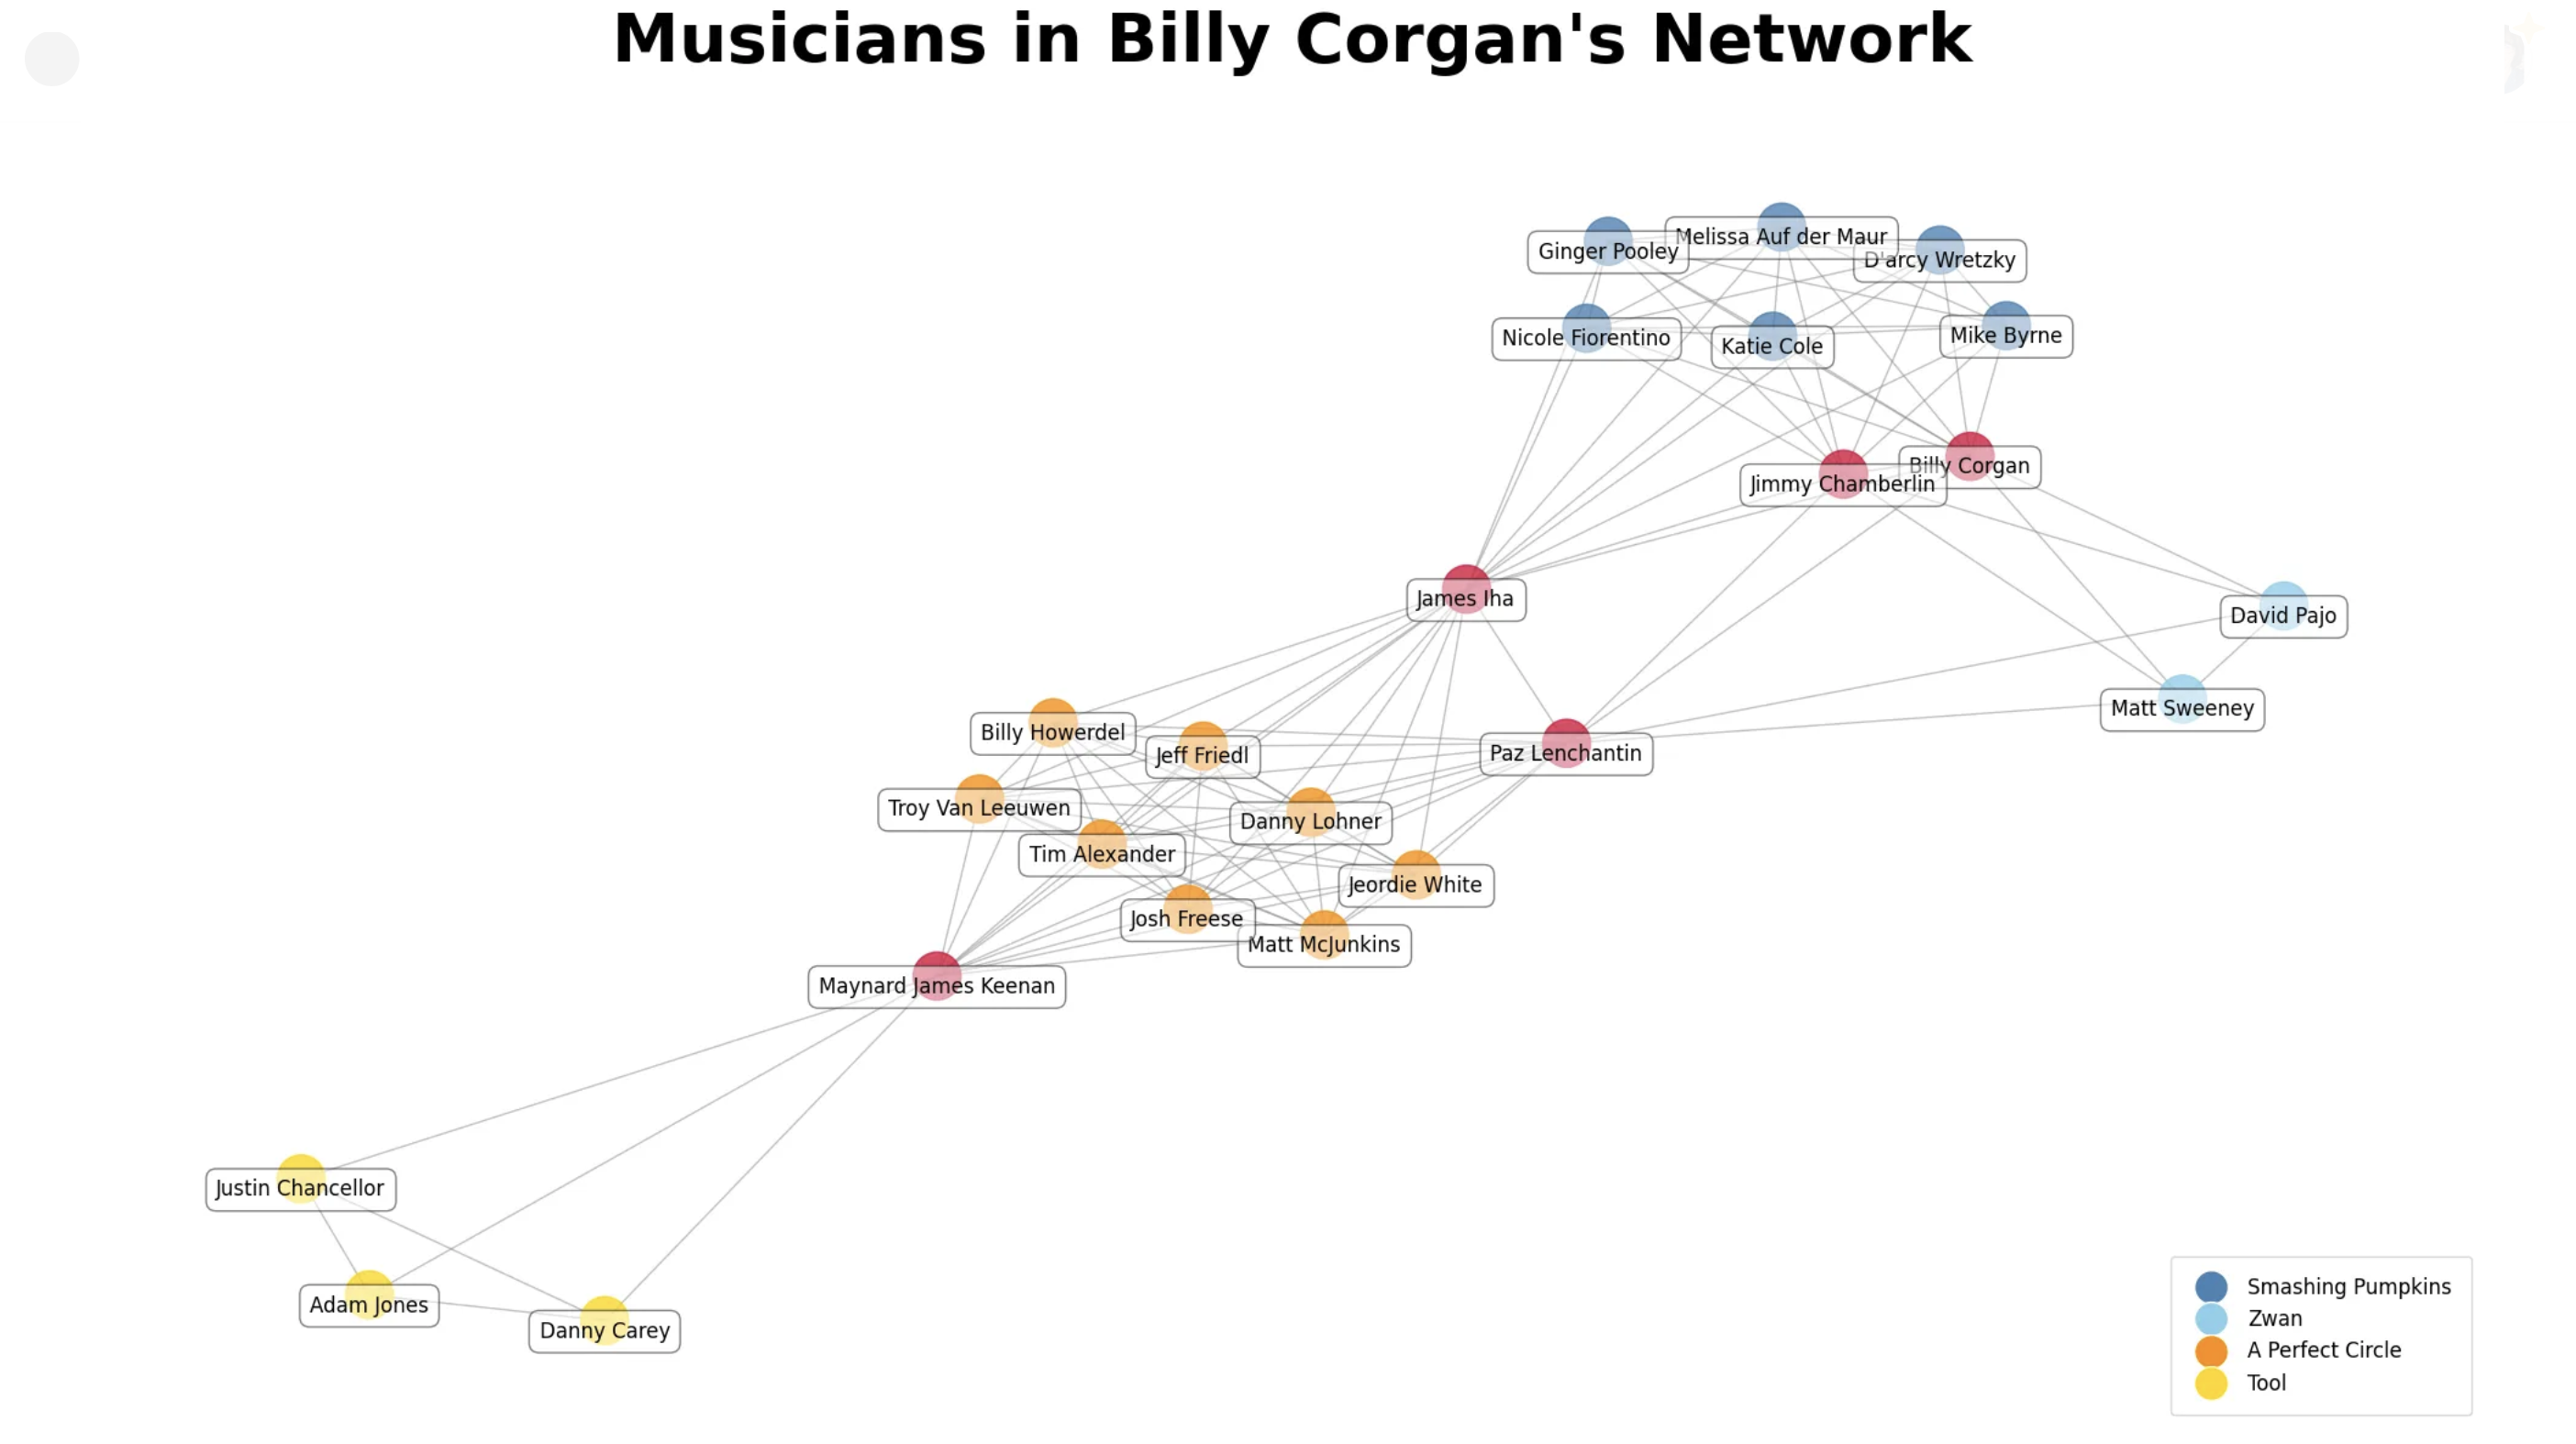 Musicians in Billy Corgan's Network
Ginger Pooley
Melissa Auf der Maur
D'arcy Wretzky
Nicole Fiorentino
Katie Cole
Mike Byrne
Billy Corgan
Jimmy Chamberlin
James Iha
David Pajo
Matt Sweeney
Billy Howerdel
Jeff Friedl
Paz Lenchantin
Troy Van Leeuwen
Danny Lohner
Tim Alexander
Jeordie White
Josh Freese
Matt McJunkins
Maynard James Keenan
Justin Chancellor
Adam Jones
Danny Carey
Smashing Pumpkins
Zwan
A Perfect Circle
Tool